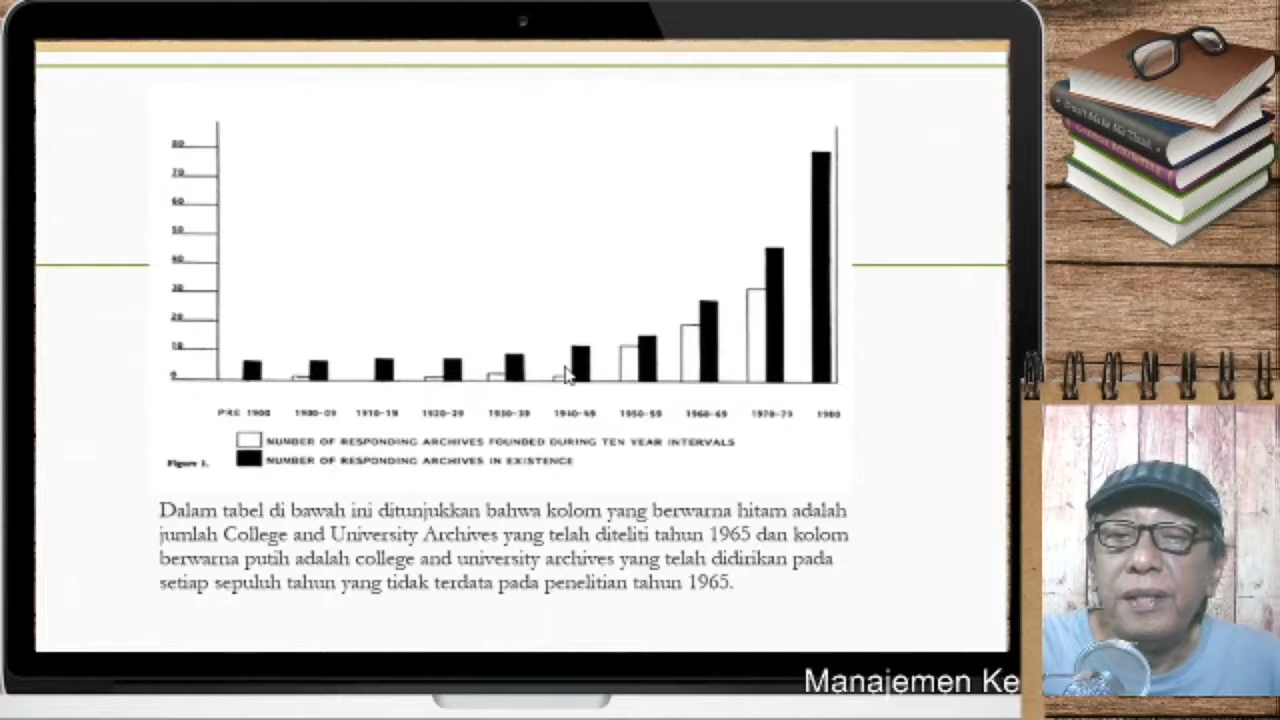 80
70
60
50
40
30
20
10
0
PRE 1900 1900-09 1910-19 1920-29 1930-39 1940-49 1950-59 1960-69 1970-79 1980
NUMBER OF RESPONDING ARCHIVES FOUNDED DURING TEN YEAR INTERVALS
Figure 1. NUMBER OF RESPONDING ARCHIVES IN EXISTENCE
Dalam tabel di bawah ini ditunjukkan bahwa kolom yang berwarna hitam adalah
jumlah College and University Archives yang telah diteliti tahun 1965 dan kolom
berwarna putih adalah college and university archives yang telah didirikan pada
setiap sepuluh tahun yang tidak terdata pada penelitian tahun 1965.
Manajemen Ke
Don't Make Me Think